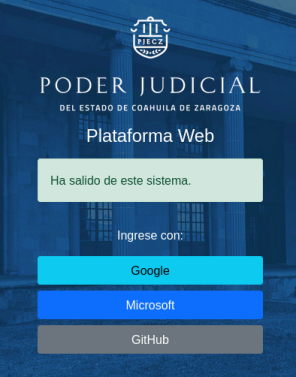 PJECZ
PODER JUDICIAL
DEL ESTADO DE COAHUILA DE ZARAGOZA
Plataforma Web
Ha salido de este sistema.
Ingrese con:
Google
Microsoft
GitHub